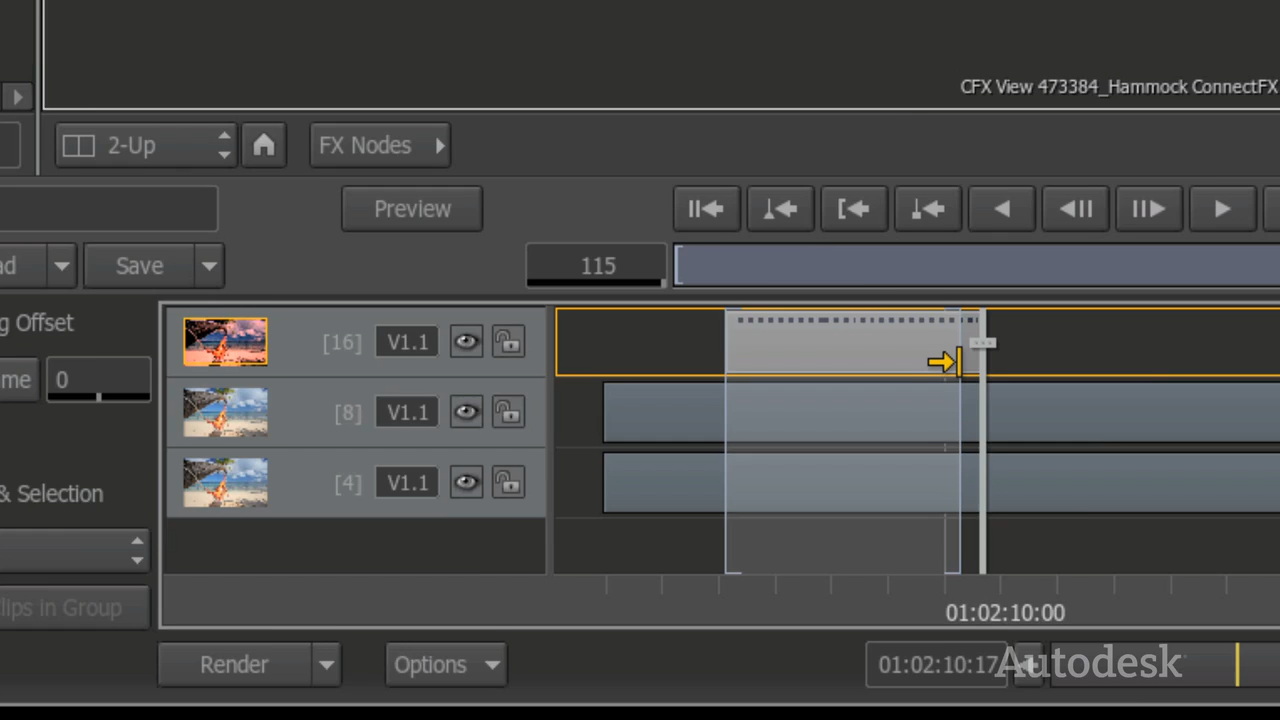 CFX View 473384_Hammock ConnectFX
2-Up
FX Nodes
Preview
ad
Save
115
g Offset
[16] V1.1
me
0
[8] V1.1
[4] V1.1
& Selection
lips in Group
01:02:10:00
Render
Options
01:02:10:17
Autodesk